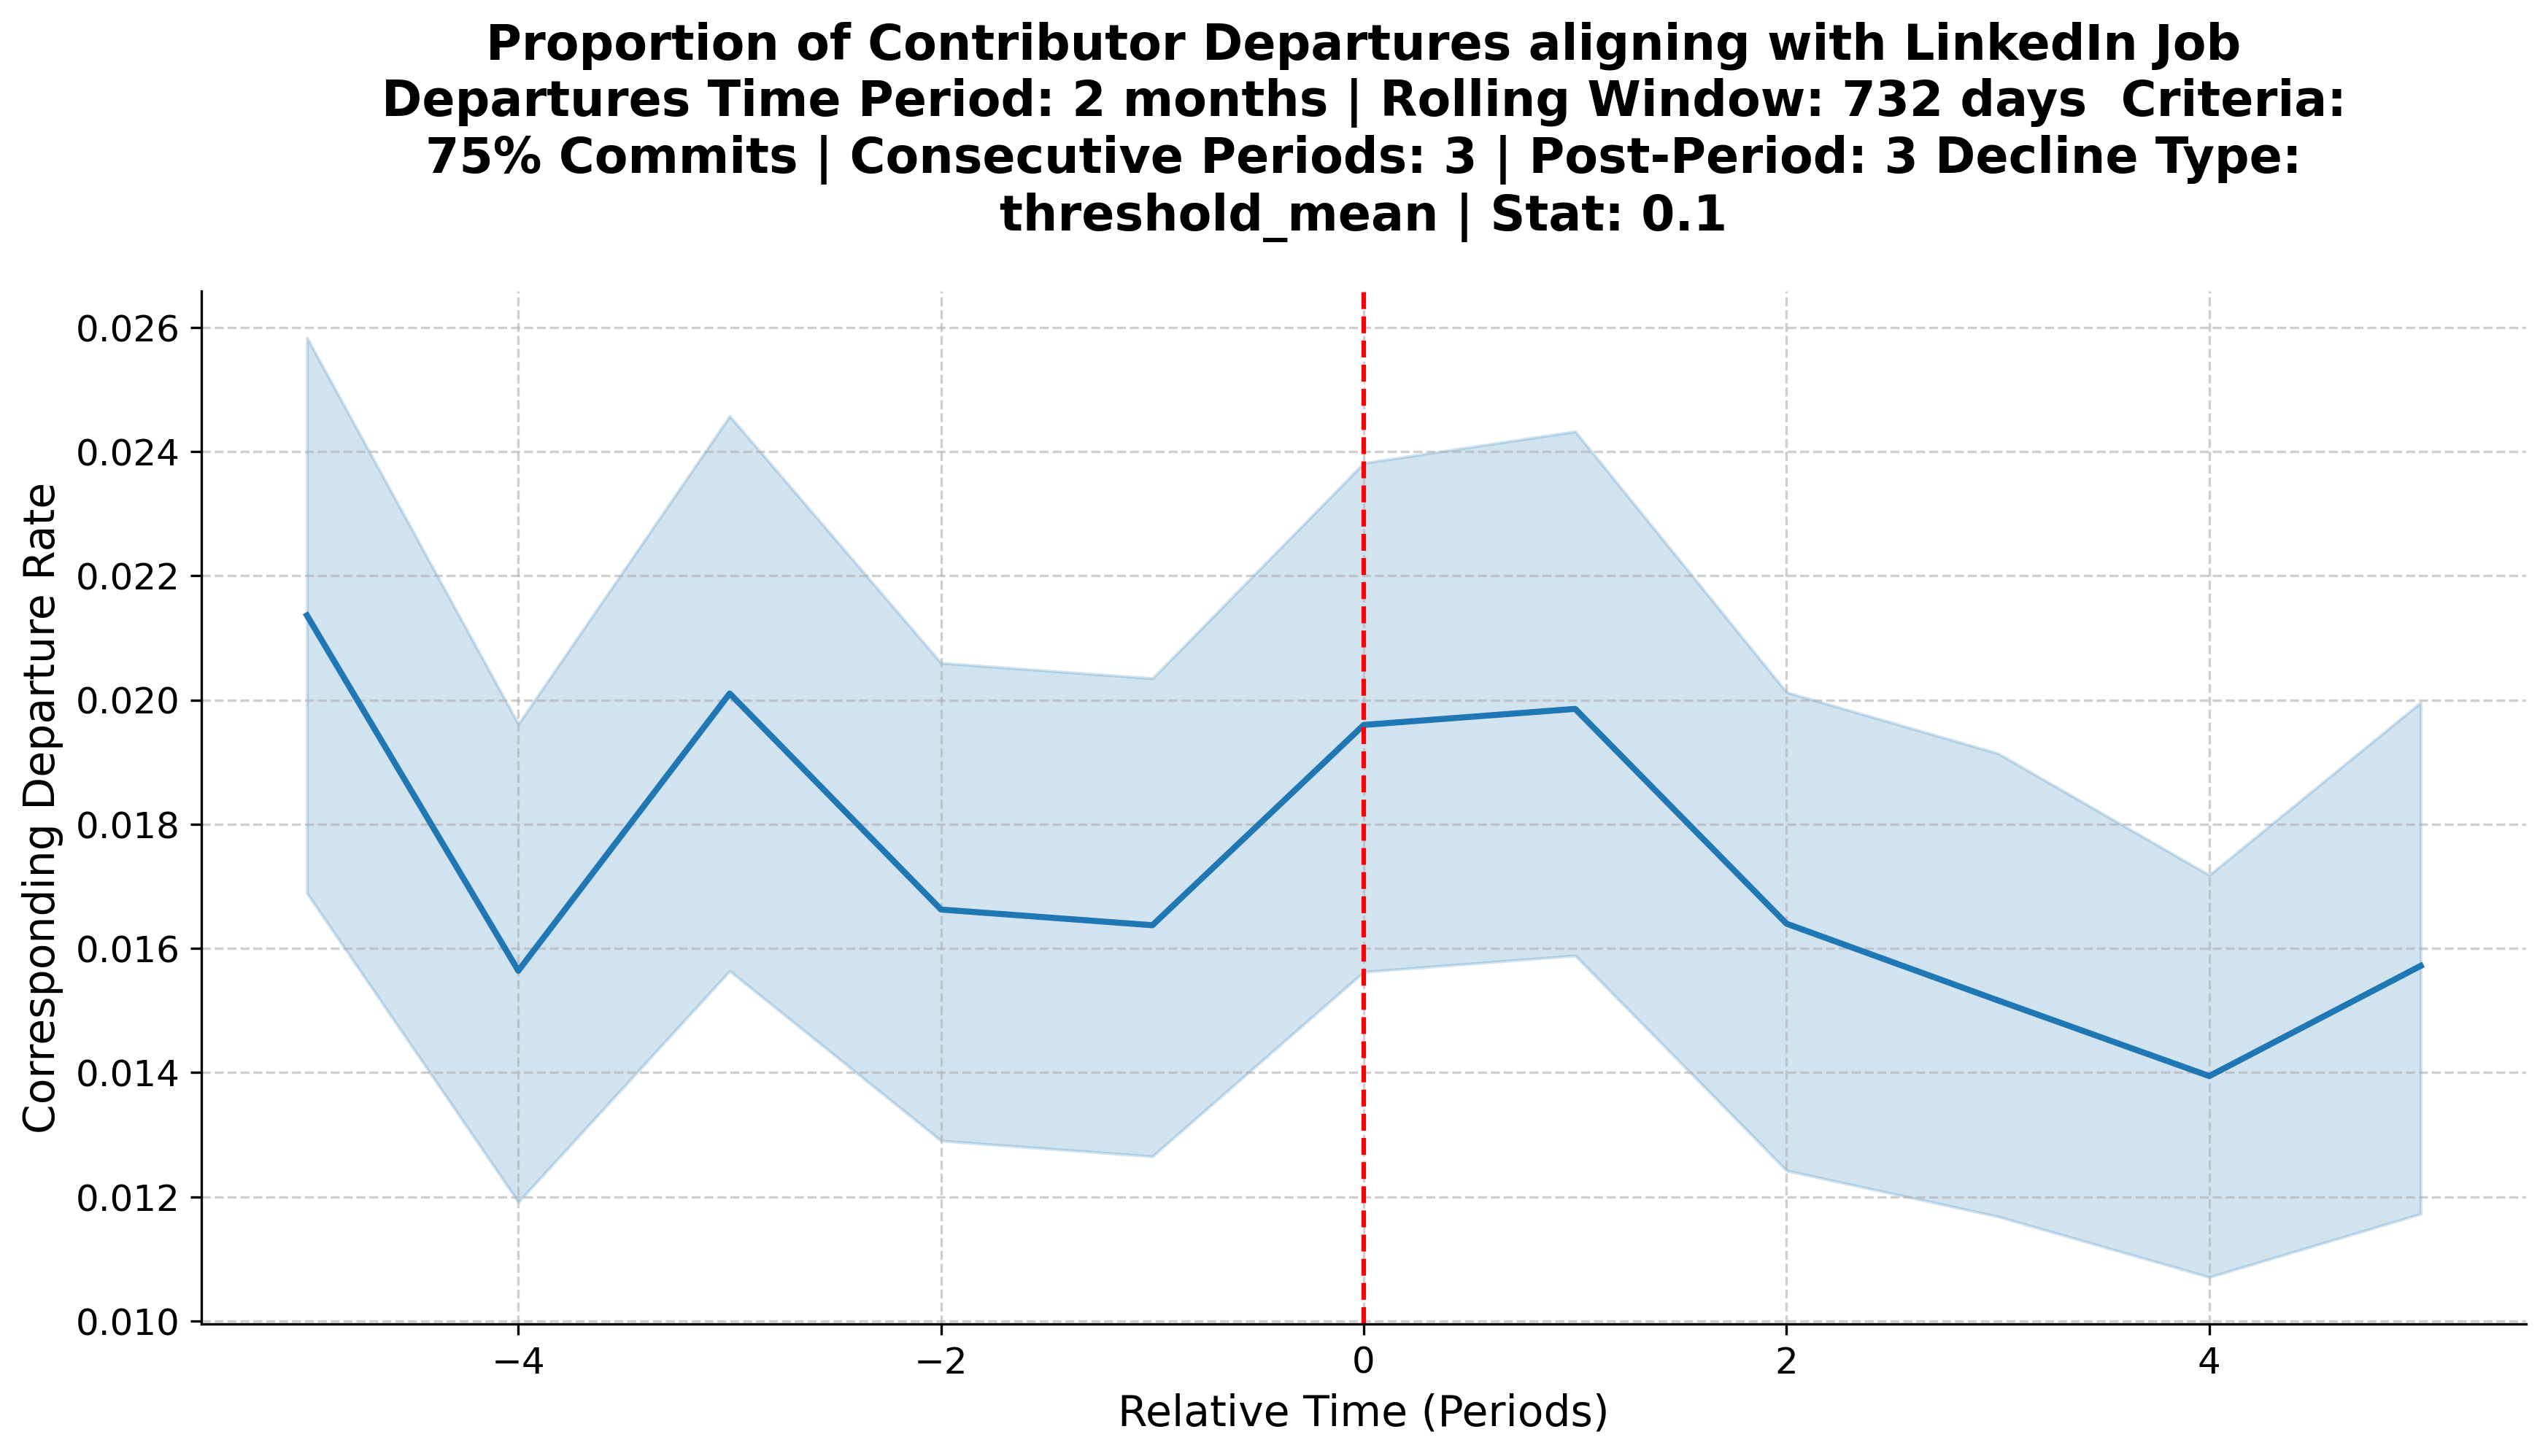 Proportion of Contributor Departures aligning with LinkedIn Job
Departures Time Period: 2 months | Rolling Window: 732 days  Criteria:
75% Commits | Consecutive Periods: 3 | Post-Period: 3 Decline Type:
threshold_mean | Stat: 0.1
Corresponding Departure Rate
0.026
0.024
0.022
0.020
0.018
0.016
0.014
0.012
0.010
−4
−2
0
2
4
Relative Time (Periods)